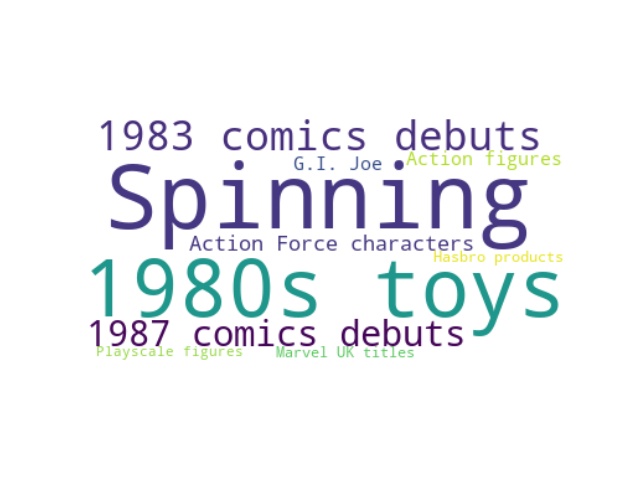 1983 comics debuts
G.I. Joe
Action figures
Spinning
Action Force characters
Hasbro products
1980s toys
1987 comics debuts
Playscale figures
Marvel UK titles